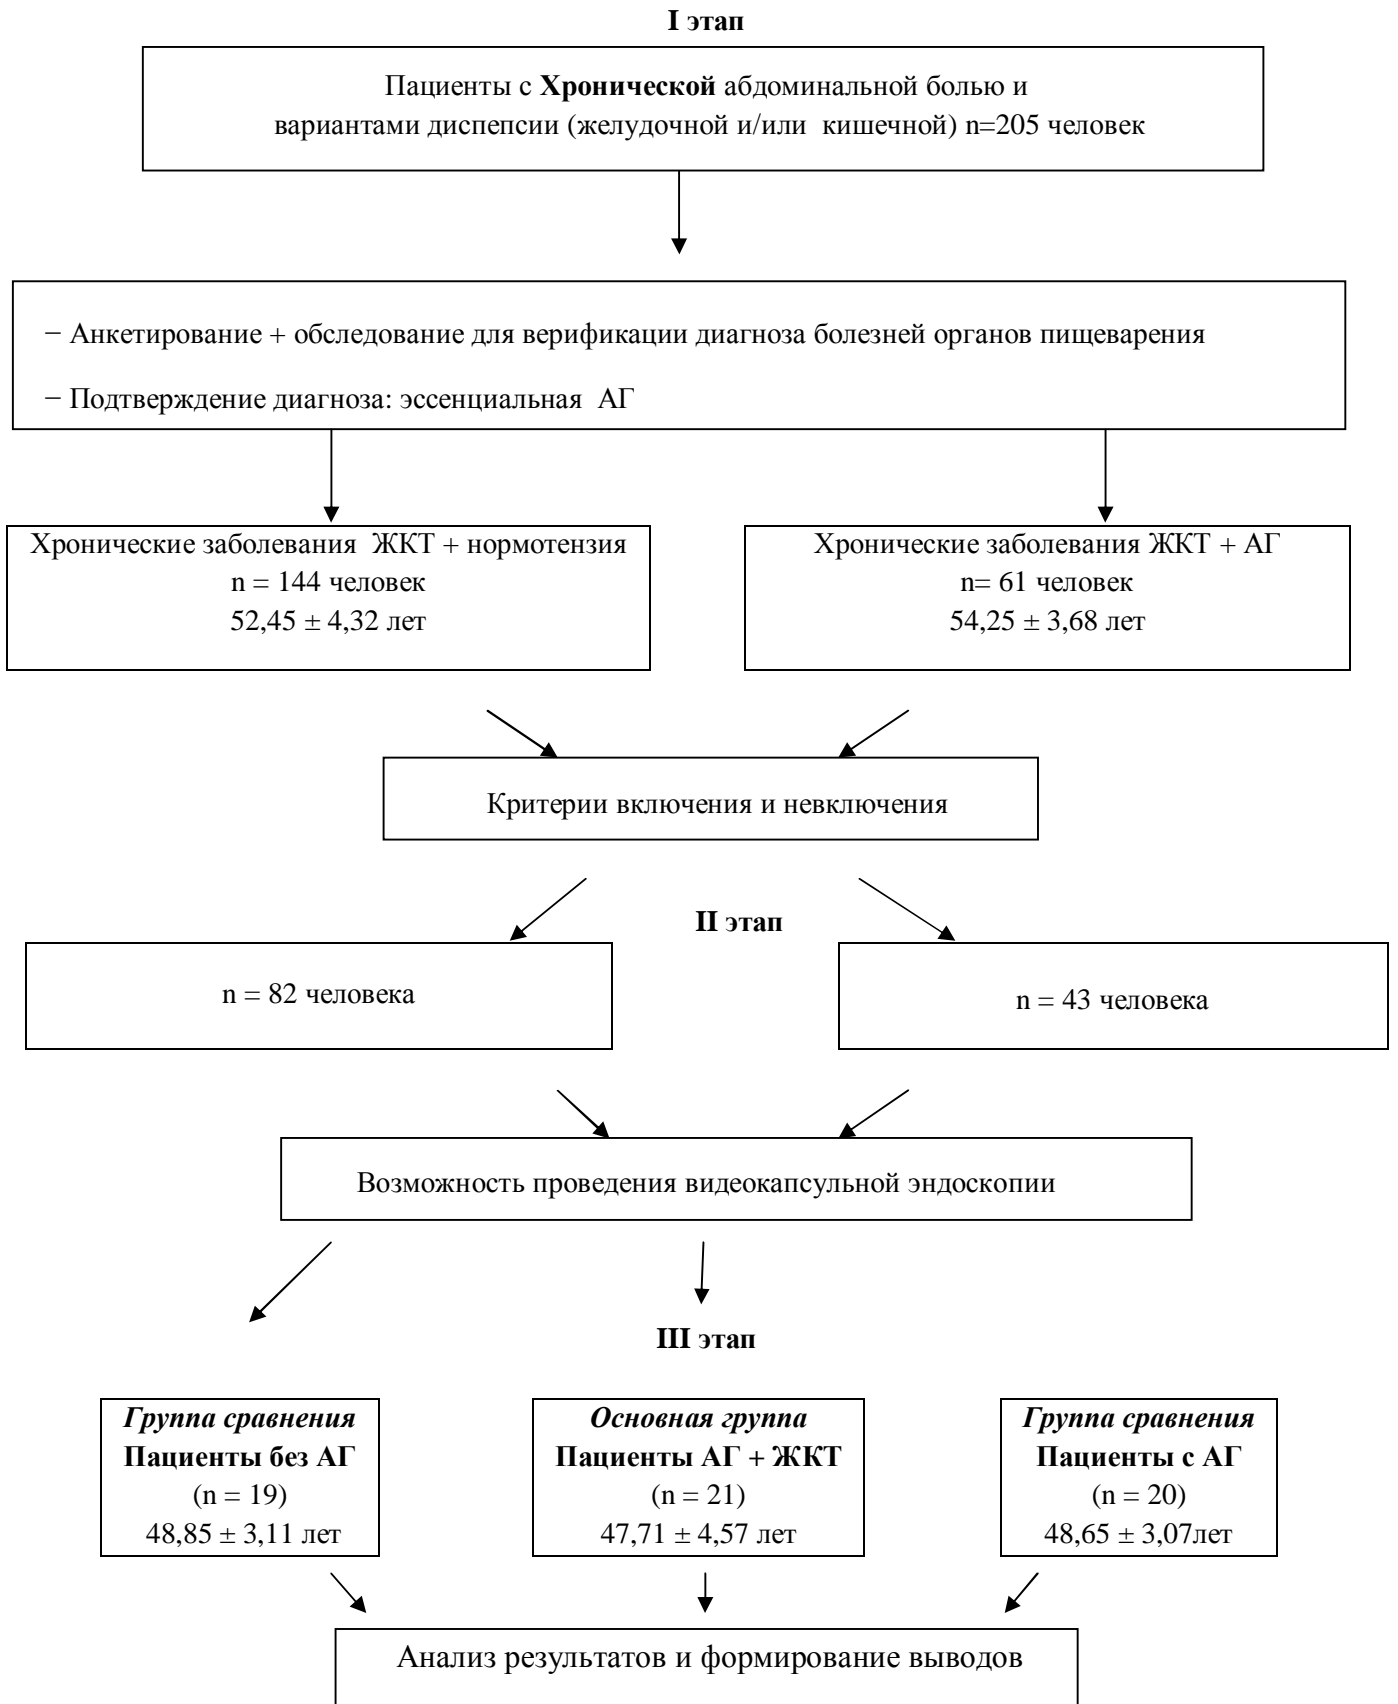 I этап
Пациенты с Хронической абдоминальной болью и
вариантами диспепсии (желудочной и/или кишечной) n=205 человек
− Анкетирование + обследование для верификации диагноза болезней органов пищеварения
− Подтверждение диагноза: эссенциальная АГ
Хронические заболевания ЖКТ + нормотензия
n = 144 человек
52,45 ± 4,32 лет
Хронические заболевания ЖКТ + АГ
n= 61 человек
54,25 ± 3,68 лет
Критерии включения и невключения
II этап
n = 82 человека
n = 43 человека
Возможность проведения видеокапсульной эндоскопии
III этап
Группа сравнения
Пациенты без АГ
(n = 19)
48,85 ± 3,11 лет
Основная группа
Пациенты АГ + ЖКТ
(n = 21)
47,71 ± 4,57 лет
Группа сравнения
Пациенты с АГ
(n = 20)
48,65 ± 3,07лет
Анализ результатов и формирование выводов